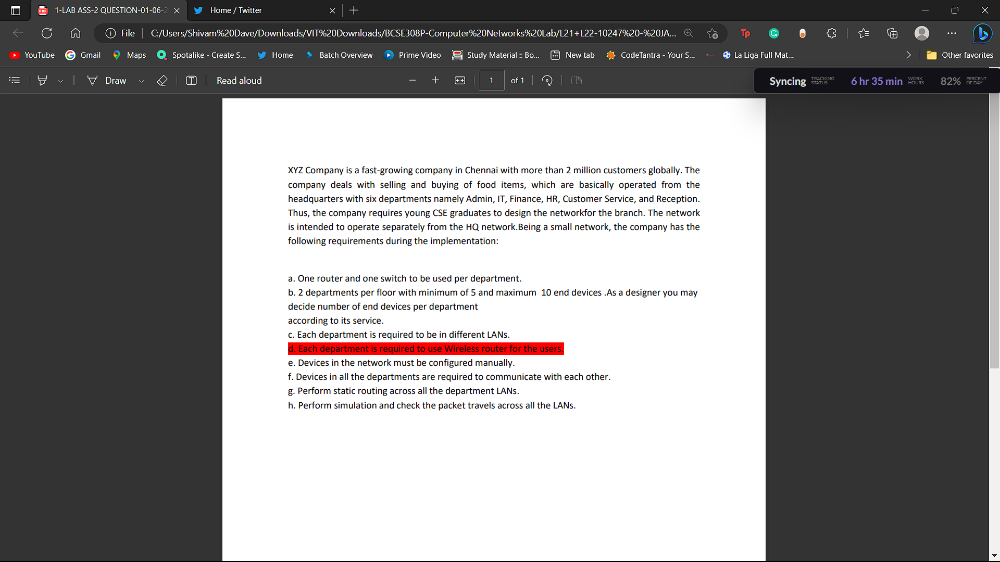 1-LAB ASS-2 QUESTION-01-06-2
Home / Twitter
File
C:/Users/Shivam%20Dave/Downloads/VIT%20Downloads/BCSE308P-Computer%20Networks%20Lab/L21+L22-10247%20-%20JA...
YouTube
Gmail
Maps
Spotalike - Create S...
Home
Batch Overview
Prime Video
Study Material :: Bo...
New tab
CodeTantra - Your S...
La Liga Full Mat...
Other favorites
Draw
Read aloud
1 of 1
Syncing TRACKING STATUS 6 hr 35 min WORK HOURS 82% PERCENT OF DAY
XYZ Company is a fast-growing company in Chennai with more than 2 million customers globally. The
company deals with selling and buying of food items, which are basically operated from the
headquarters with six departments namely Admin, IT, Finance, HR, Customer Service, and Reception.
Thus, the company requires young CSE graduates to design the networkfor the branch. The network
is intended to operate separately from the HQ network.Being a small network, the company has the
following requirements during the implementation:
a. One router and one switch to be used per department.
b. 2 departments per floor with minimum of 5 and maximum  10 end devices .As a designer you may
decide number of end devices per department
according to its service.
c. Each department is required to be in different LANs.
d. Each department is required to use Wireless router for the users.
e. Devices in the network must be configured manually.
f. Devices in all the departments are required to communicate with each other.
g. Perform static routing across all the department LANs.
h. Perform simulation and check the packet travels across all the LANs.